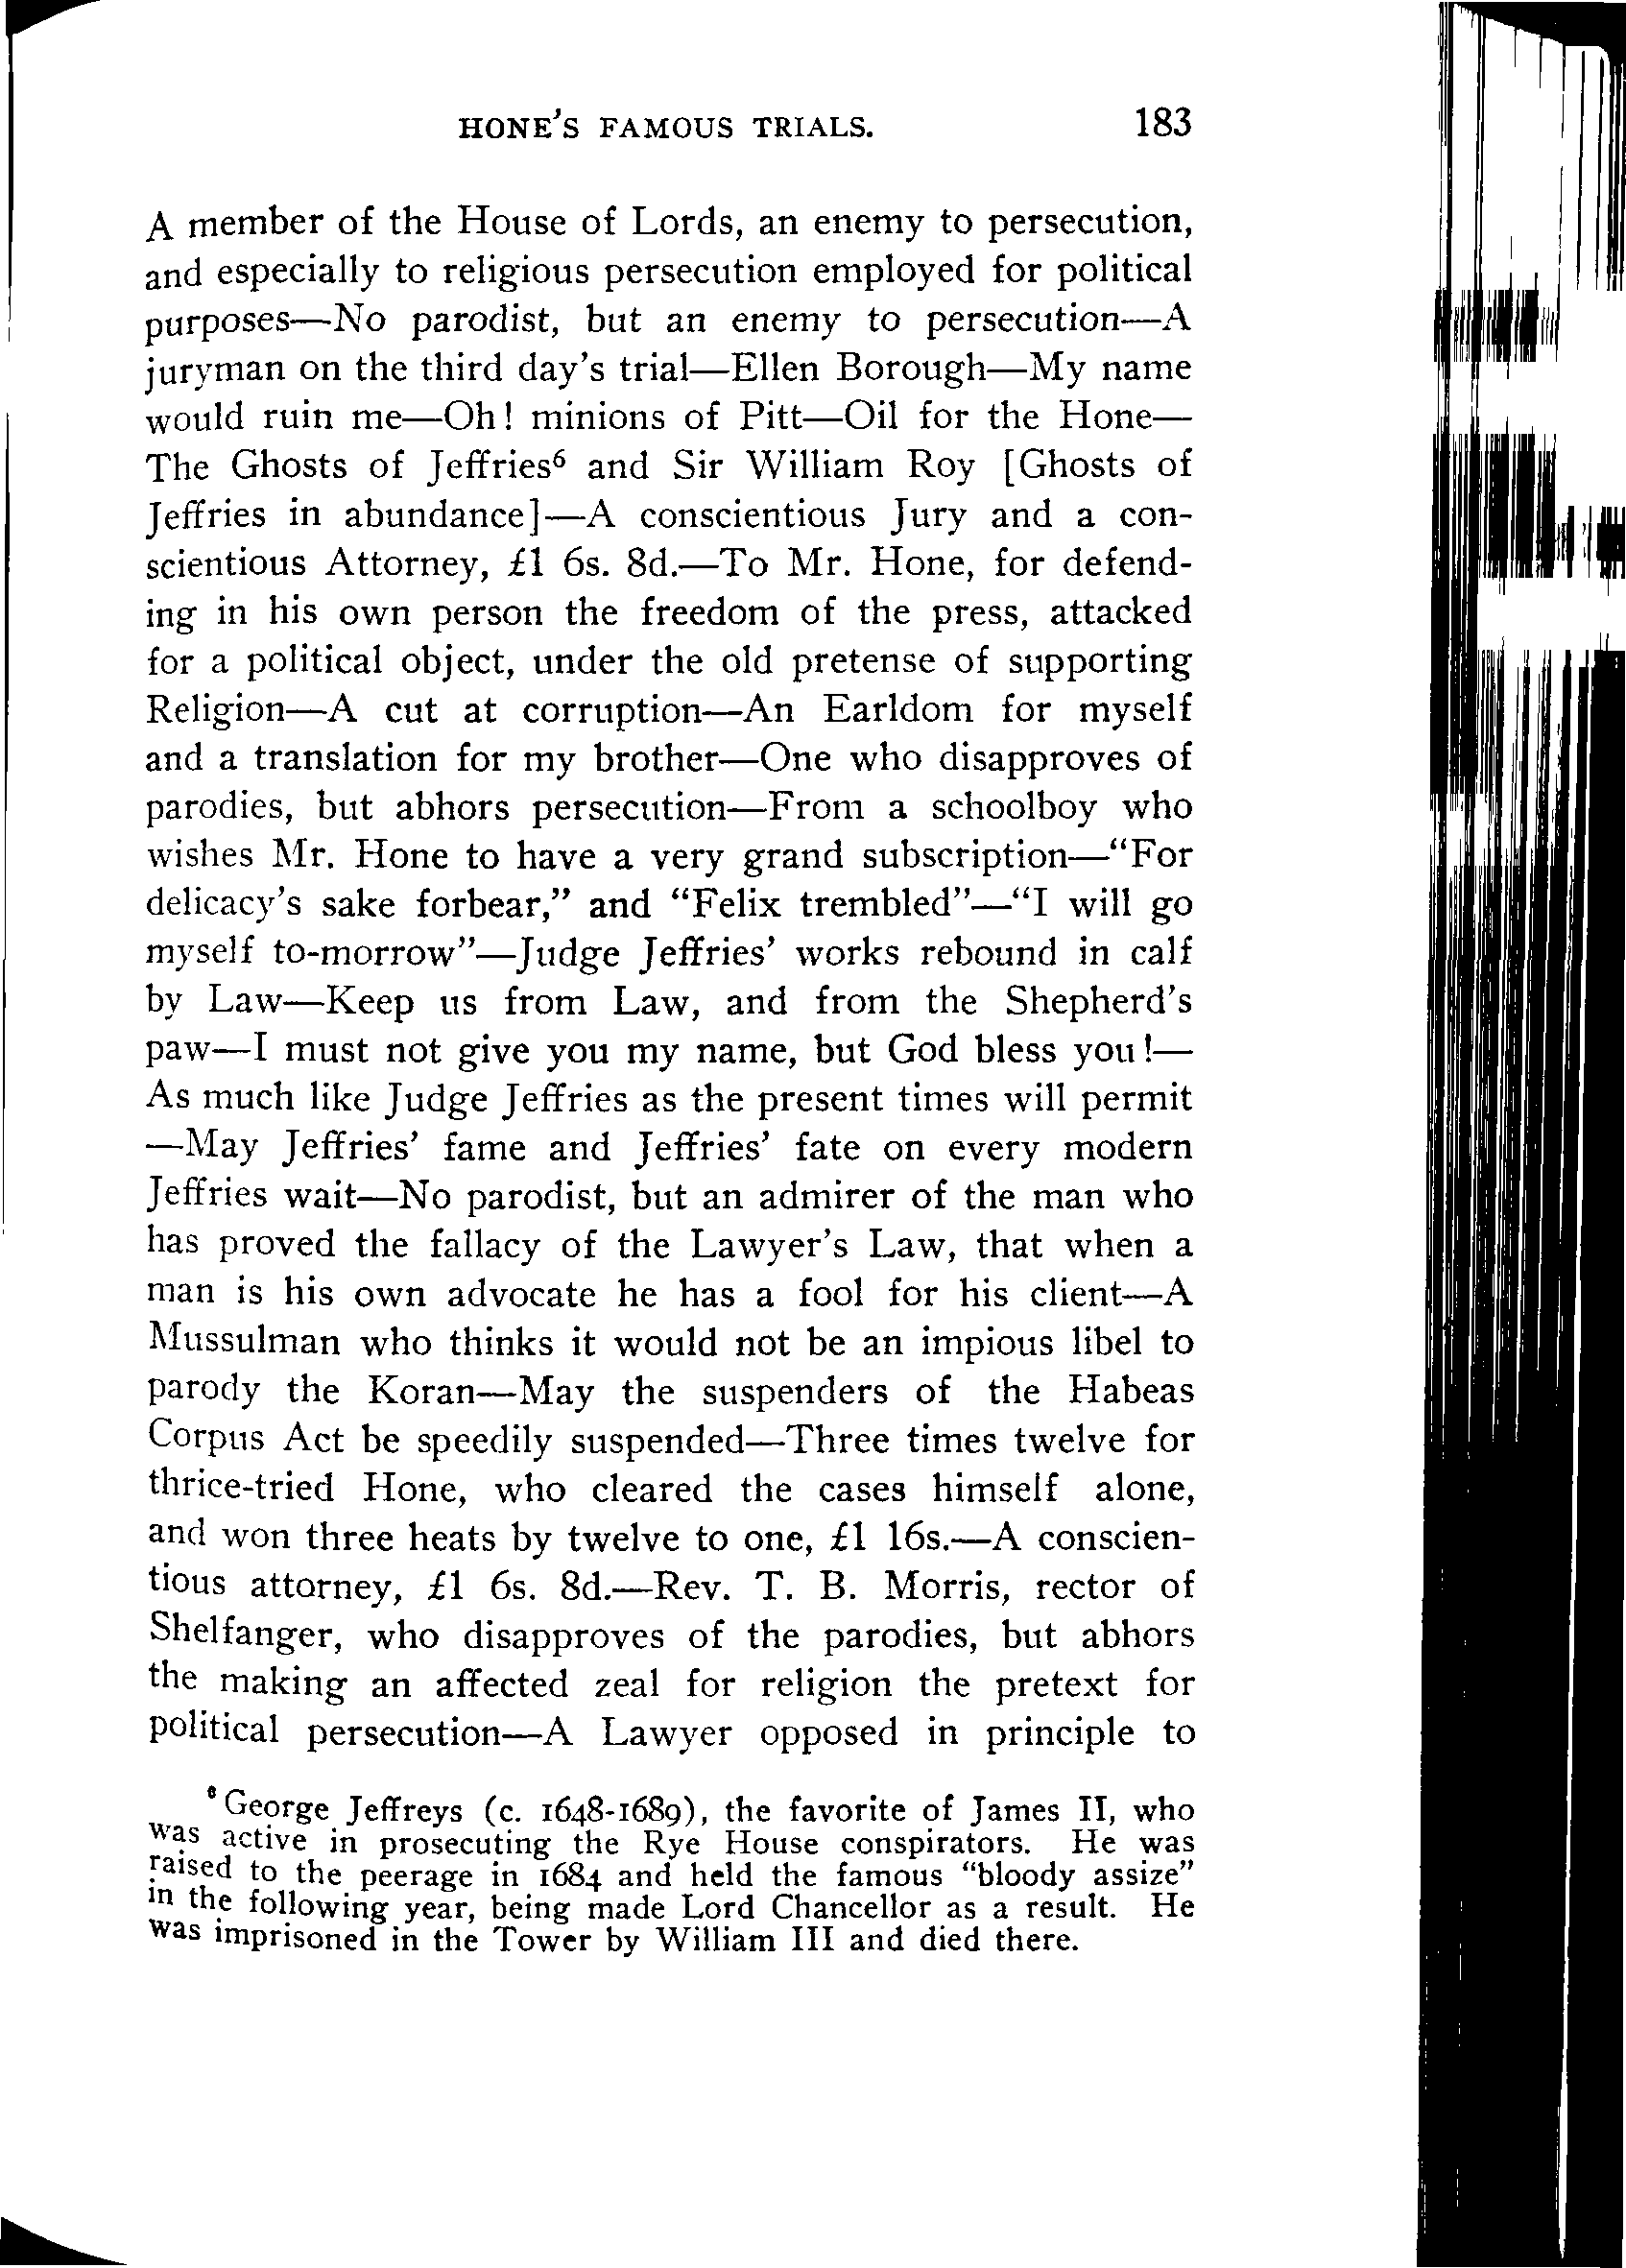 HONE'S FAMOUS TRIALS. 183
A member of the House of Lords, an enemy to persecution,
and especially to religious persecution employed for political
purposes—No parodist, but an enemy to persecution—A
juryman on the third day's trial—Ellen Borough—My name
would ruin me—Oh! minions of Pitt—Oil for the Hone—
The Ghosts of Jeffries⁶ and Sir William Roy [Ghosts of
Jeffries in abundance]—A conscientious Jury and a con-
scientious Attorney, £1 6s. 8d.—To Mr. Hone, for defend-
ing in his own person the freedom of the press, attacked
for a political object, under the old pretense of supporting
Religion—A cut at corruption—An Earldom for myself
and a translation for my brother—One who disapproves of
parodies, but abhors persecution—From a schoolboy who
wishes Mr. Hone to have a very grand subscription—“For
delicacy's sake forbear,” and “Felix trembled”—“I will go
myself to-morrow”—Judge Jeffries' works rebound in calf
by Law—Keep us from Law, and from the Shepherd's
paw—I must not give you my name, but God bless you!—
As much like Judge Jeffries as the present times will permit
—May Jeffries' fame and Jeffries' fate on every modern
Jeffries wait—No parodist, but an admirer of the man who
has proved the fallacy of the Lawyer's Law, that when a
man is his own advocate he has a fool for his client—A
Mussulman who thinks it would not be an impious libel to
parody the Koran—May the suspenders of the Habeas
Corpus Act be speedily suspended—Three times twelve for
thrice-tried Hone, who cleared the cases himself alone,
and won three heats by twelve to one, £1 16s.—A conscien-
tious attorney, £1 6s. 8d.—Rev. T. B. Morris, rector of
Shelfanger, who disapproves of the parodies, but abhors
the making an affected zeal for religion the pretext for
political persecution—A Lawyer opposed in principle to
⁶ George Jeffreys (c. 1648-1689), the favorite of James II, who
was active in prosecuting the Rye House conspirators. He was
raised to the peerage in 1684 and held the famous “bloody assize”
in the following year, being made Lord Chancellor as a result. He
was imprisoned in the Tower by William III and died there.